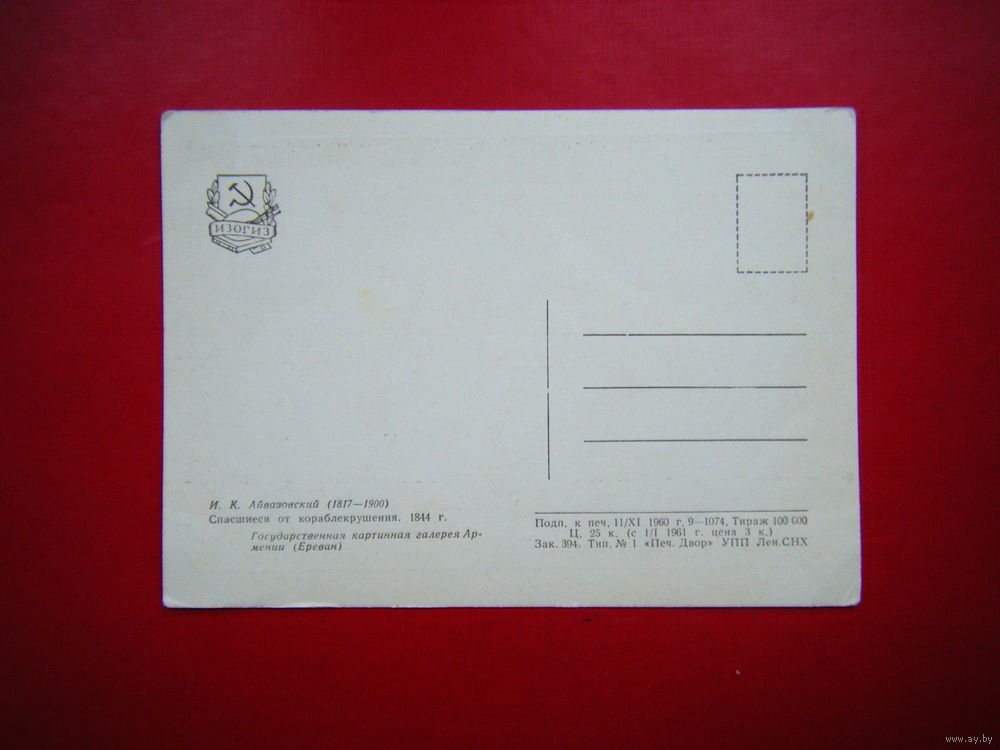 ИЗОГИЗ
И. К. Айвазовский (1817—1900)
Спасшиеся от кораблекрушения. 1844 г.
Государственная картинная галерея Ар-
мении (Ереван)
Подп. к печ. 11/XI 1960 г. 9—1074. Тираж 100 000
Ц. 25 к. (с 1/I 1961 г. цена 3 к.)
Зак. 394. Тип. № 1 «Печ. Двор» УПП Лен.СНХ
www.ay.by